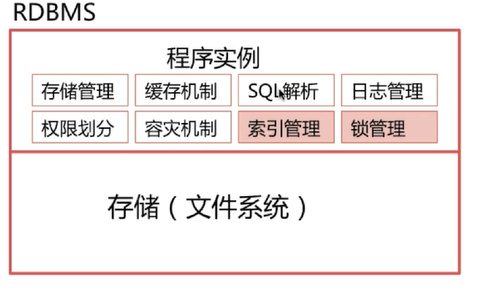 RDBMS
程序实例
存储管理 缓存机制 SQL解析 日志管理
权限划分 容灾机制 索引管理 锁管理
存储（文件系统）